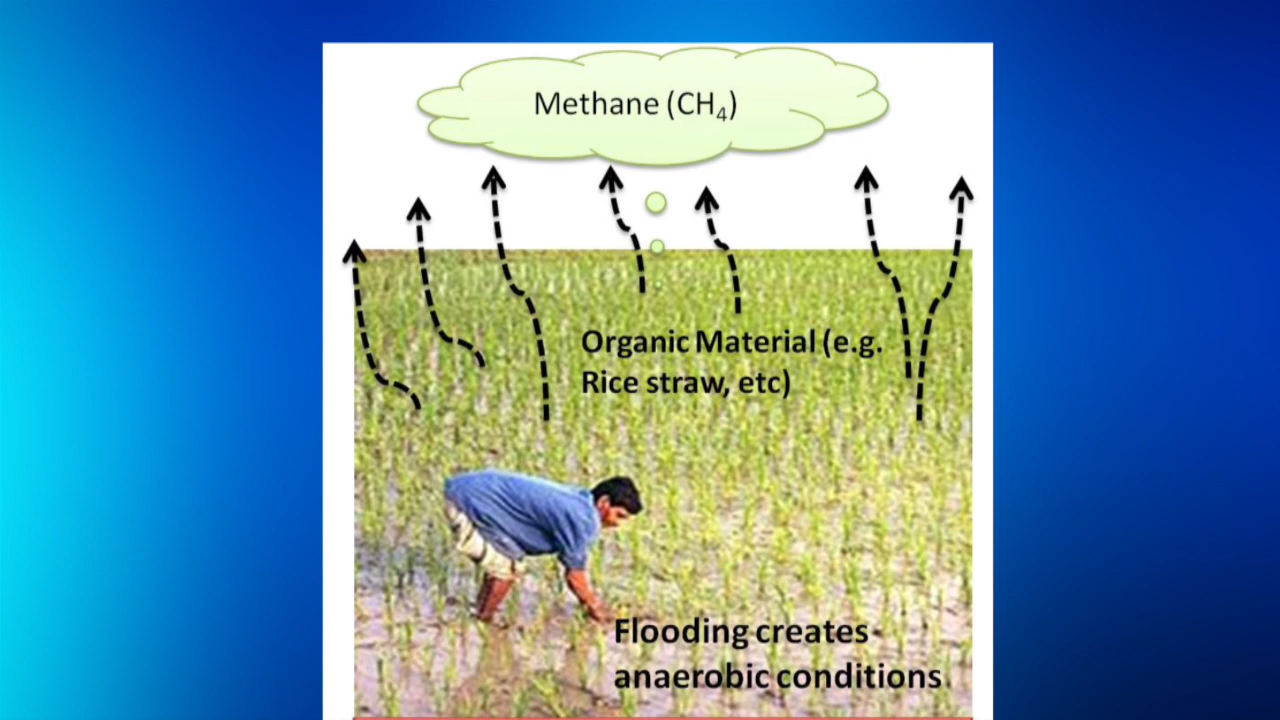 Methane (CH₄)
Organic Material (e.g.
Rice straw, etc)
Flooding creates
anaerobic conditions